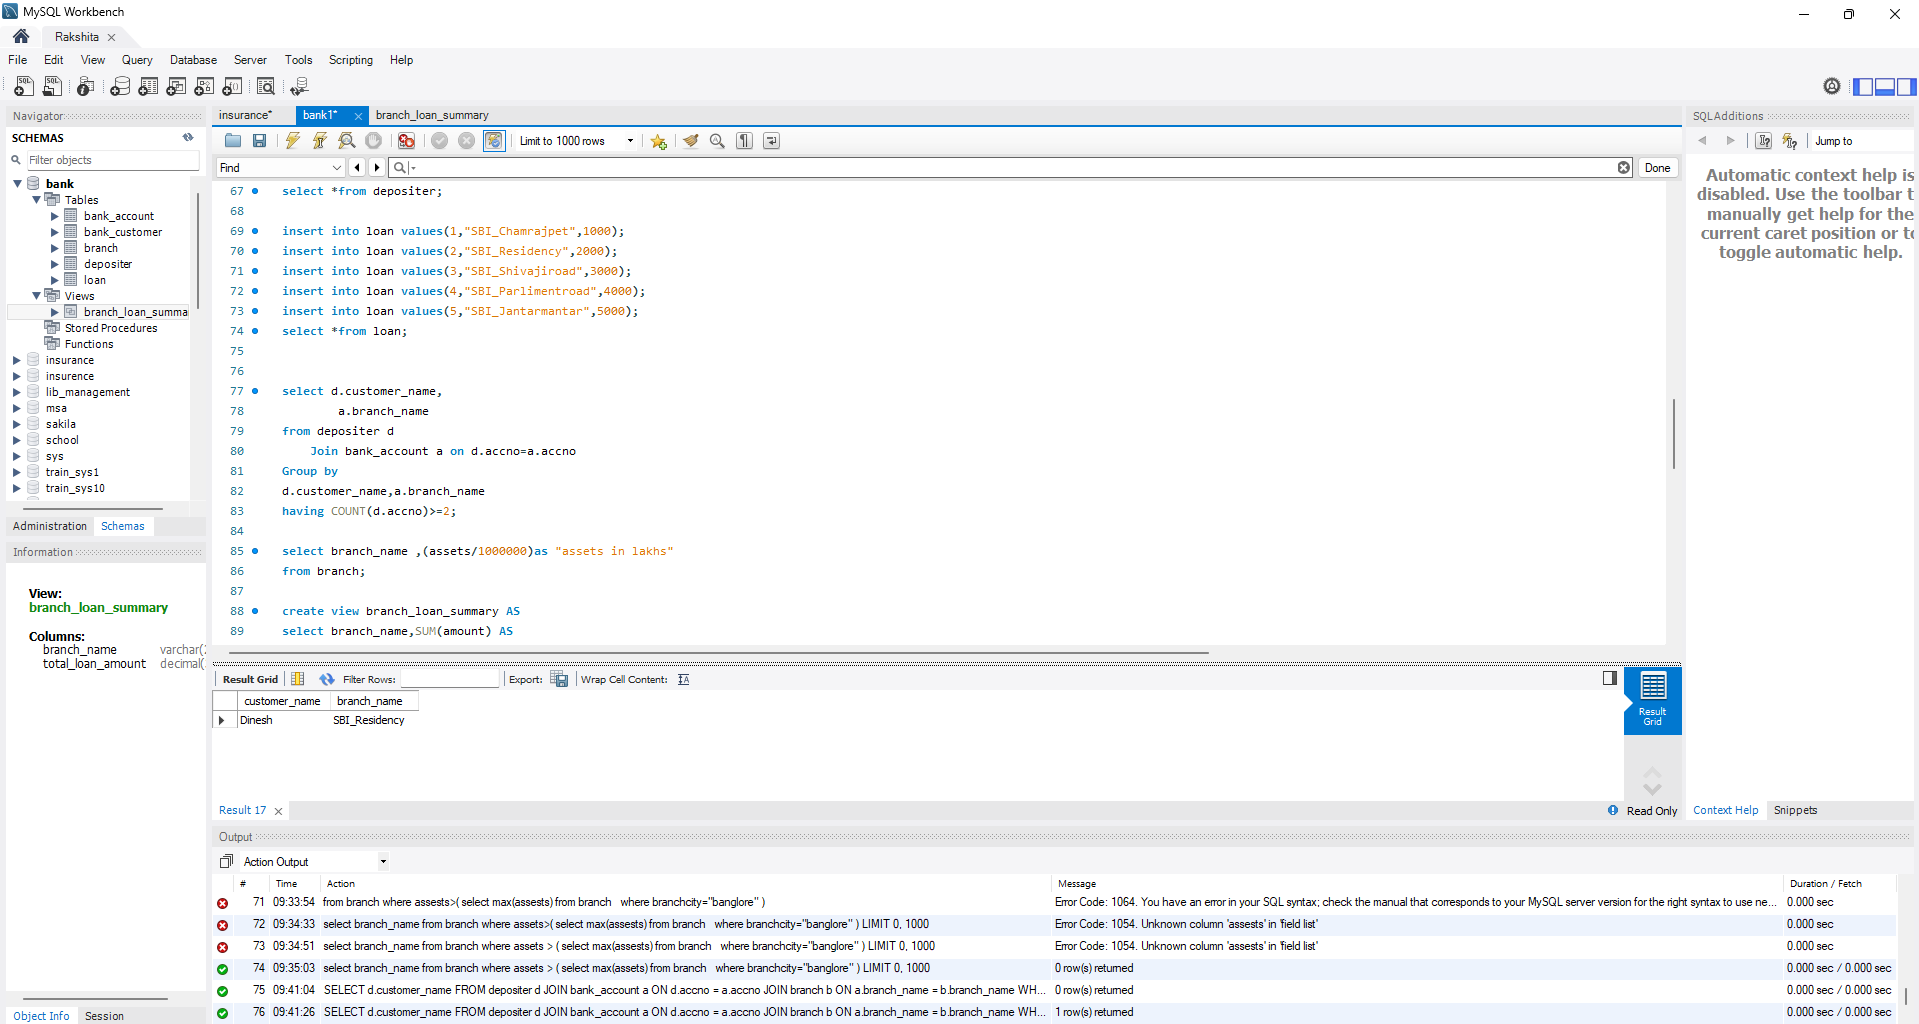 MySQL Workbench
Rakshita
File Edit View Query Database Server Tools Scripting Help
Navigator
SCHEMAS
Filter objects
bank
Tables
bank_account
bank_customer
branch
depositer
loan
Views
branch_loan_summa
Stored Procedures
Functions
insurance
insurence
lib_management
msa
sakila
school
sys
train_sys1
train_sys10
Administration Schemas
Information
View:
branch_loan_summary
Columns:
branch_name varchar(
total_loan_amount decimal(
Object Info Session
insurance* bank1* branch_loan_summary
Limit to 1000 rows
Find Done
67 select *from depositer;
68
69 insert into loan values(1,"SBI_Chamrajpet",1000);
70 insert into loan values(2,"SBI_Residency",2000);
71 insert into loan values(3,"SBI_Shivajiroad",3000);
72 insert into loan values(4,"SBI_Parlimentroad",4000);
73 insert into loan values(5,"SBI_Jantarmantar",5000);
74 select *from loan;
75
76
77 select d.customer_name,
78 a.branch_name
79 from depositer d
80 Join bank_account a on d.accno=a.accno
81 Group by
82 d.customer_name,a.branch_name
83 having COUNT(d.accno)>=2;
84
85 select branch_name ,(assets/1000000)as "assets in lakhs"
86 from branch;
87
88 create view branch_loan_summary AS
89 select branch_name,SUM(amount) AS
Result Grid Filter Rows: Export: Wrap Cell Content:
customer_name branch_name
Dinesh SBI_Residency
Result Grid
Result 17 Read Only
SQLAdditions
Jump to
Automatic context help is
disabled. Use the toolbar t
manually get help for the
current caret position or to
toggle automatic help.
Context Help Snippets
Output
Action Output
# Time Action Message Duration / Fetch
71 09:33:54 from branch where assests>( select max(assests) from branch where branchcity="banglore" ) Error Code: 1064. You have an error in your SQL syntax; check the manual that corresponds to your MySQL server version for the right syntax to use ne... 0.000 sec
72 09:34:33 select branch_name from branch where assets>( select max(assests) from branch where branchcity="banglore" ) LIMIT 0, 1000 Error Code: 1054. Unknown column 'assests' in 'field list' 0.000 sec
73 09:34:51 select branch_name from branch where assets > ( select max(assests) from branch where branchcity="banglore" ) LIMIT 0, 1000 Error Code: 1054. Unknown column 'assests' in 'field list' 0.000 sec
74 09:35:03 select branch_name from branch where assets > ( select max(assets) from branch where branchcity="banglore" ) LIMIT 0, 1000 0 row(s) returned 0.000 sec / 0.000 sec
75 09:41:04 SELECT d.customer_name FROM depositer d JOIN bank_account a ON d.accno = a.accno JOIN branch b ON a.branch_name = b.branch_name WH... 0 row(s) returned 0.000 sec / 0.000 sec
76 09:41:26 SELECT d.customer_name FROM depositer d JOIN bank_account a ON d.accno = a.accno JOIN branch b ON a.branch_name = b.branch_name WH... 1 row(s) returned 0.000 sec / 0.000 sec